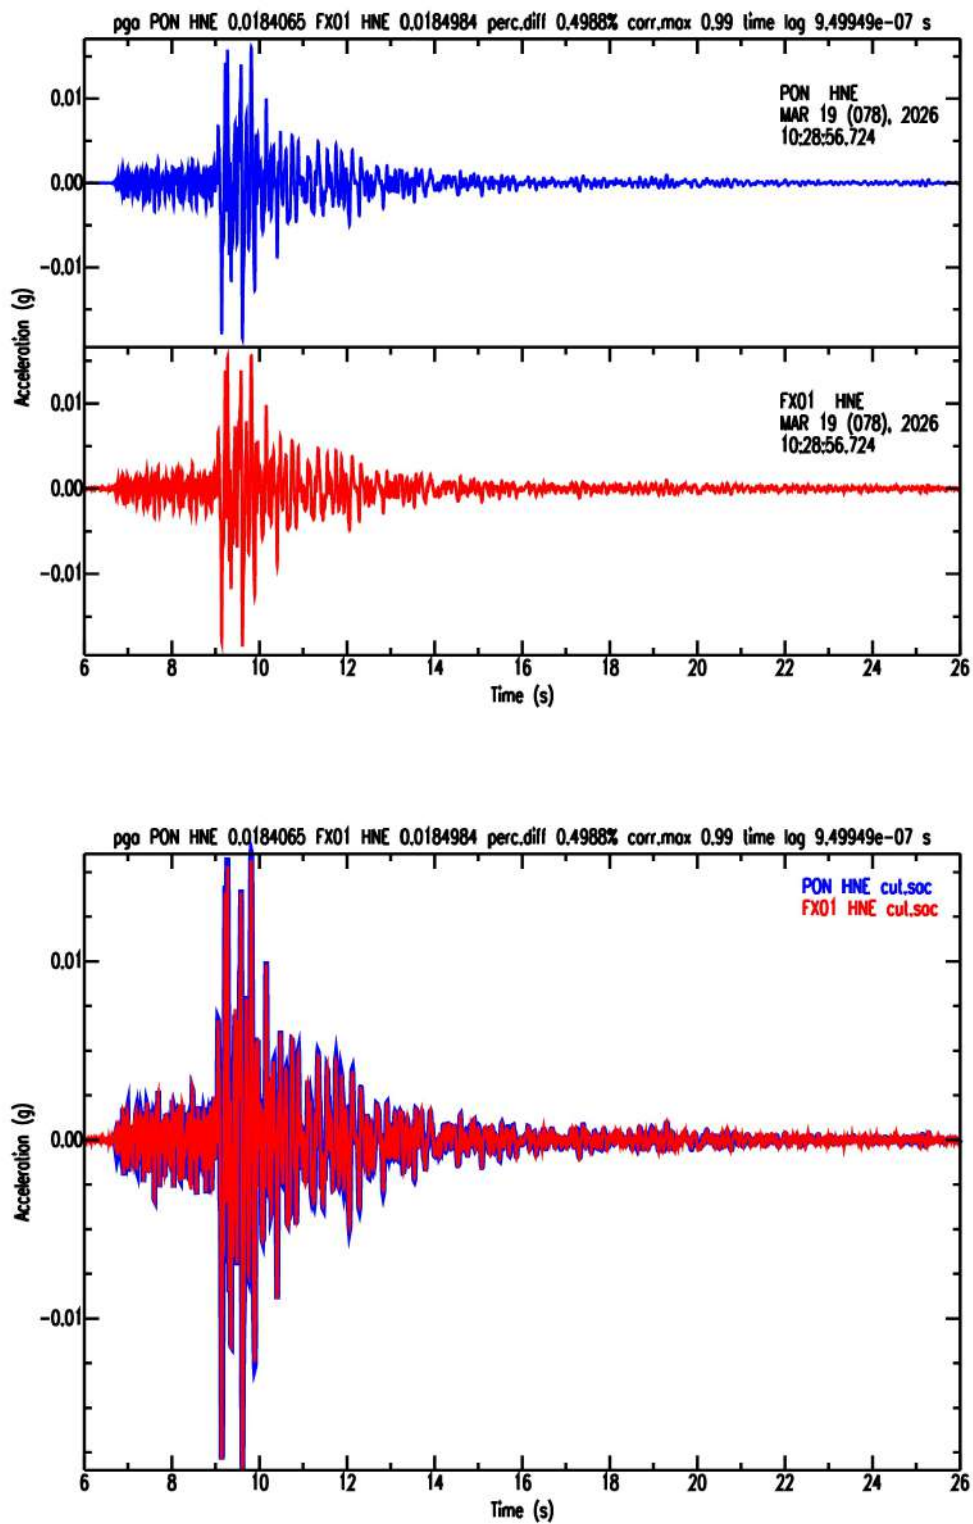 pga PON HNE 0.0184065 FX01 HNE 0.0184984 perc.diff 0.4988% corr.max 0.99 time lag 9.49949e-07 s
PON HNE
MAR 19 (078), 2026
10:28:56.724
0.01
0.00
-0.01
Acceleration (g)
FX01 HNE
MAR 19 (078), 2026
10:28:56.724
0.01
0.00
-0.01
6 8 10 12 14 16 18 20 22 24 26
Time (s)
pga PON HNE 0.0184065 FX01 HNE 0.0184984 perc.diff 0.4988% corr.max 0.99 time lag 9.49949e-07 s
PON HNE cut.sac
FX01 HNE cut.sac
0.01
0.00
-0.01
Acceleration (g)
6 8 10 12 14 16 18 20 22 24 26
Time (s)